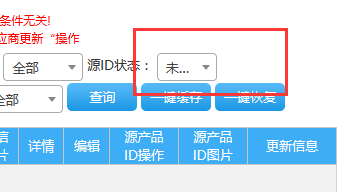 条件无关!
应商更新“操作
全部 源ID状态： 未...
全部 查询 一键缓存 一键恢复
信 详情 编辑 源产品 源产品 更新信息
片 ID操作 ID图片